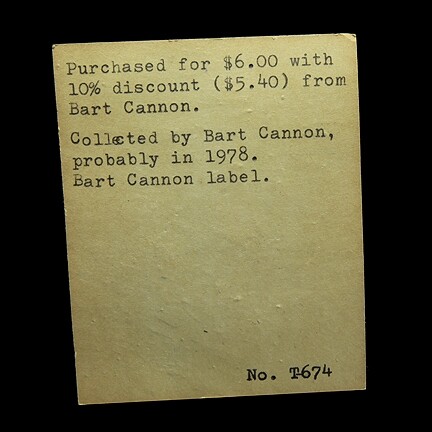 Purchased for $6.00 with
10% discount ($5.40) from
Bart Cannon.
Collected by Bart Cannon,
probably in 1978.
Bart Cannon label.
No. T-674